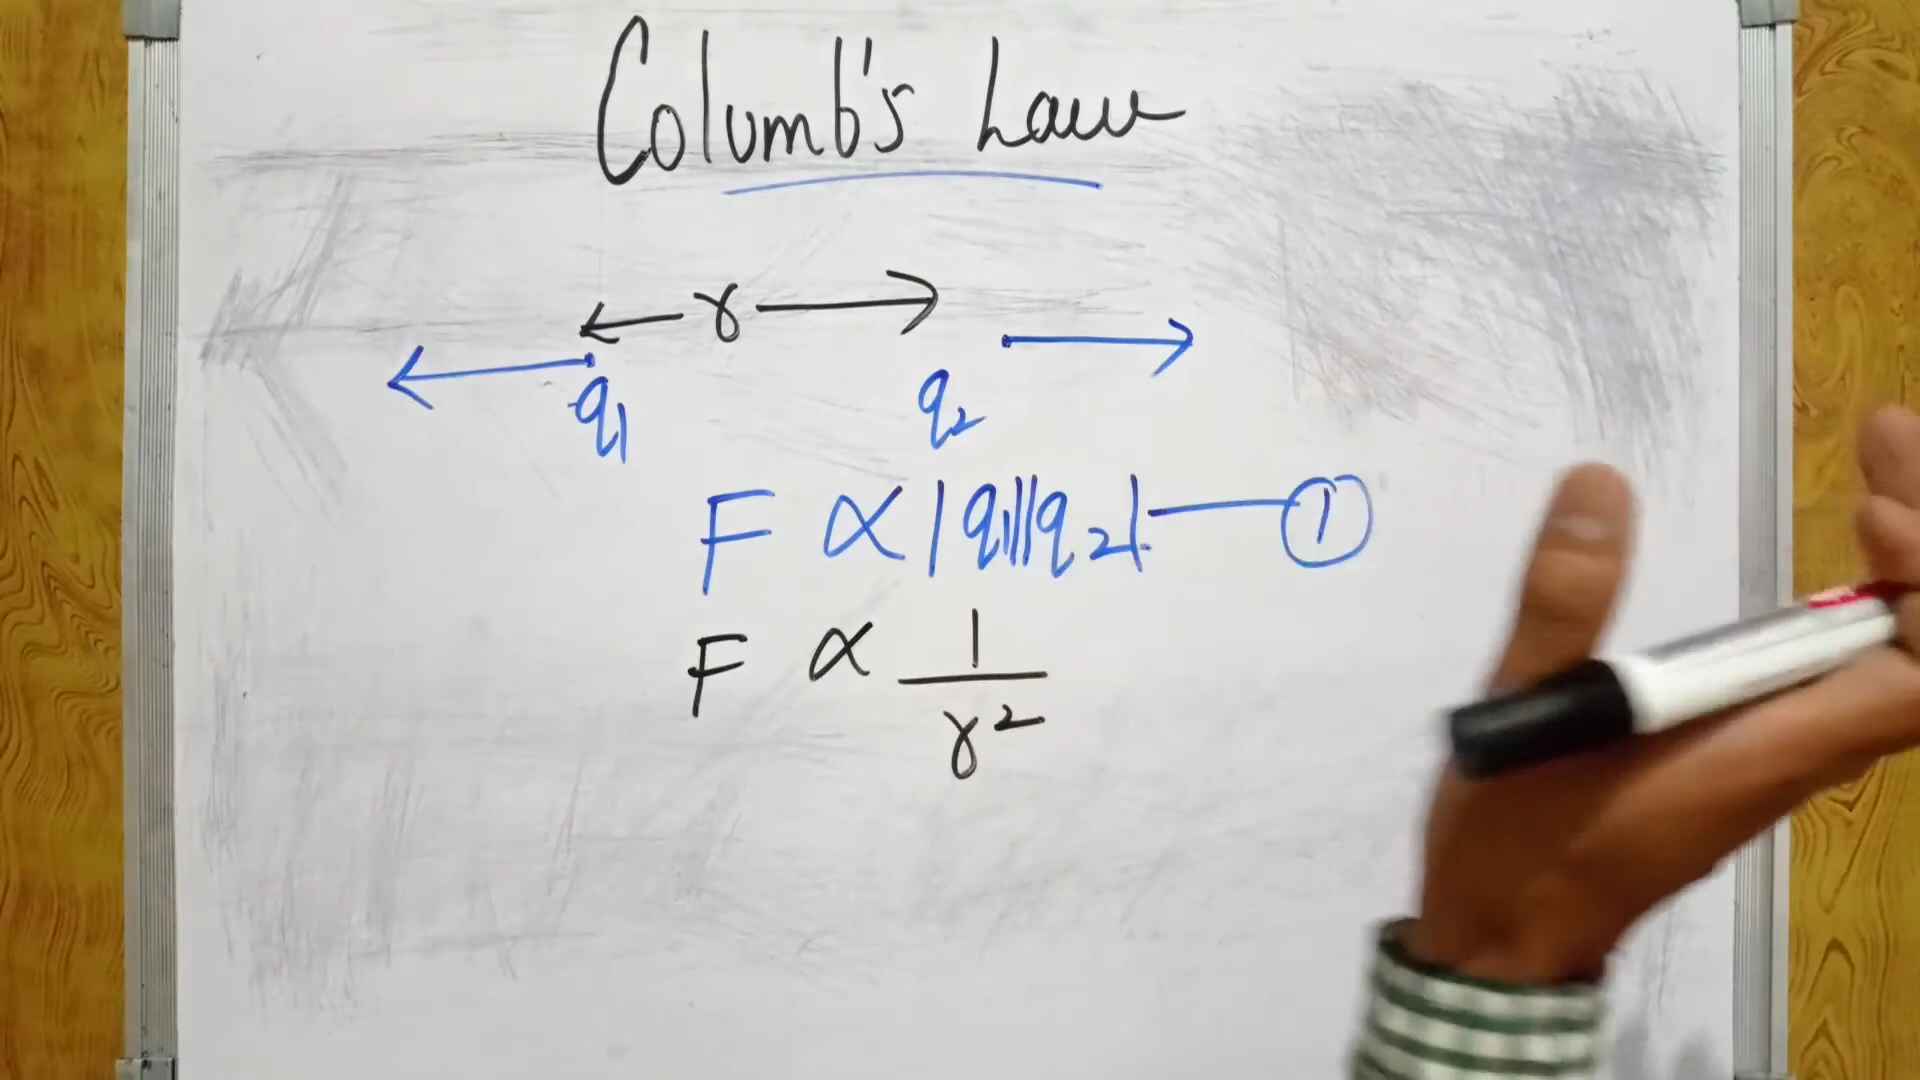 Columb's Law
r
q₁ q₂
F ∝ |q₁||q₂| — ①
F ∝ 1/r²